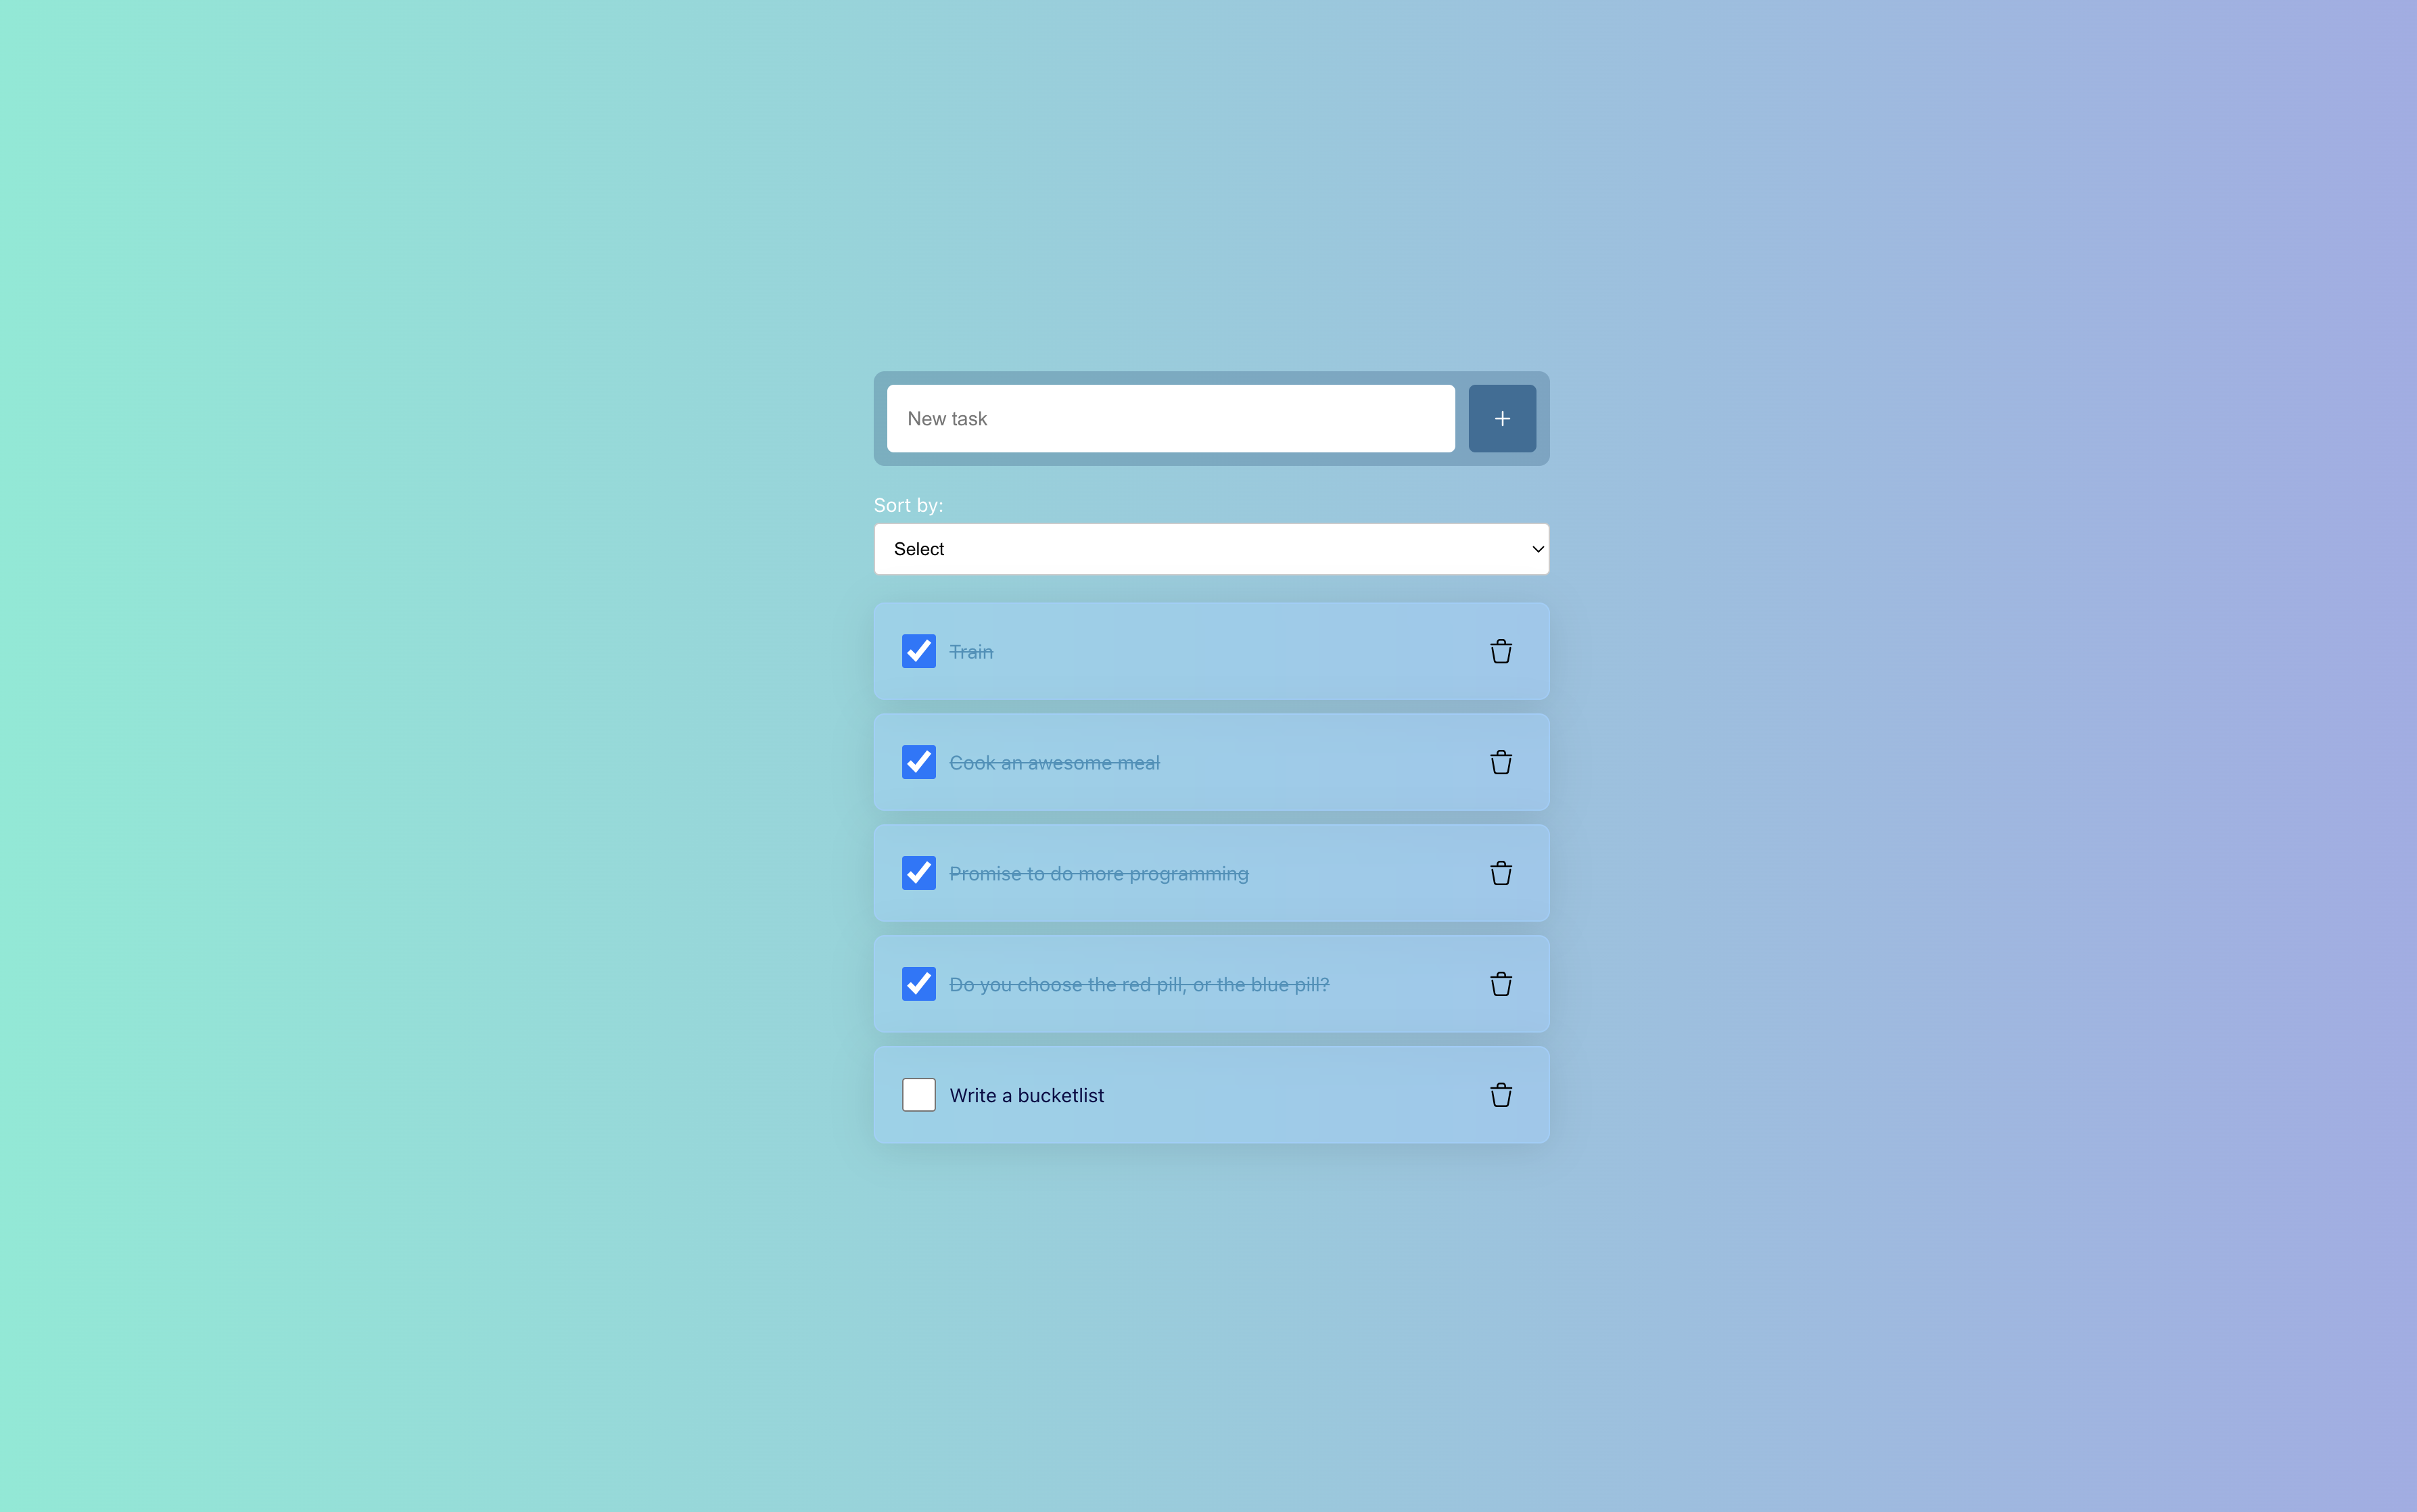 New task
+
Sort by:
Select
Train
Cook an awesome meal
Promise to do more programming
Do you choose the red pill, or the blue pill?
Write a bucketlist